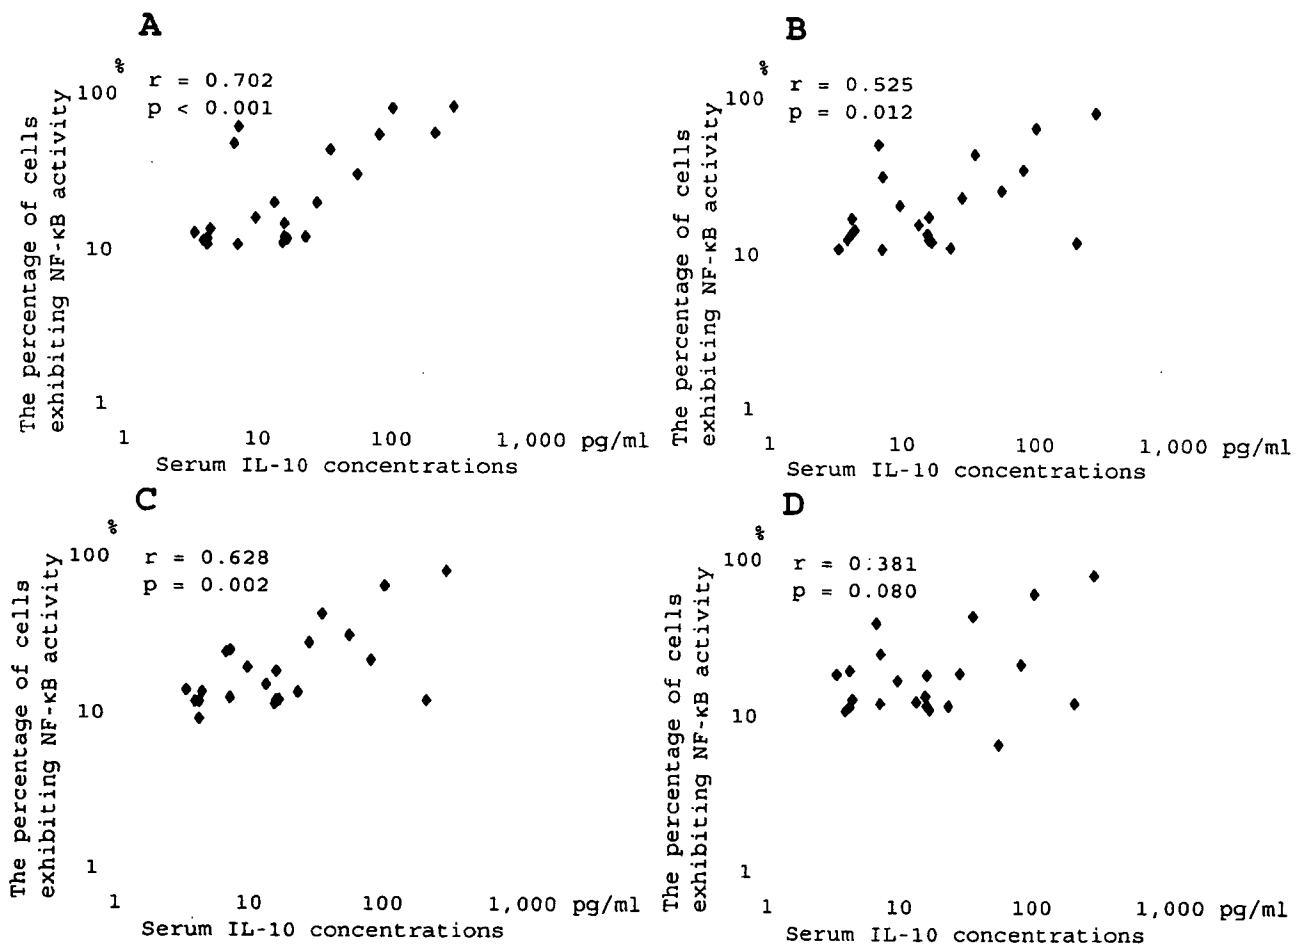 A
%
r = 0.702
p < 0.001
100
10
1
The percentage of cells
exhibiting NF-κB activity
1 10 100 1,000 pg/ml
Serum IL-10 concentrations
B
%
r = 0.525
p = 0.012
100
10
1
The percentage of cells
exhibiting NF-κB activity
1 10 100 1,000 pg/ml
Serum IL-10 concentrations
C
%
r = 0.628
p = 0.002
100
10
1
The percentage of cells
exhibiting NF-κB activity
1 10 100 1,000 pg/ml
Serum IL-10 concentrations
D
%
r = 0.381
p = 0.080
100
10
1
The percentage of cells
exhibiting NF-κB activity
1 10 100 1,000 pg/ml
Serum IL-10 concentrations